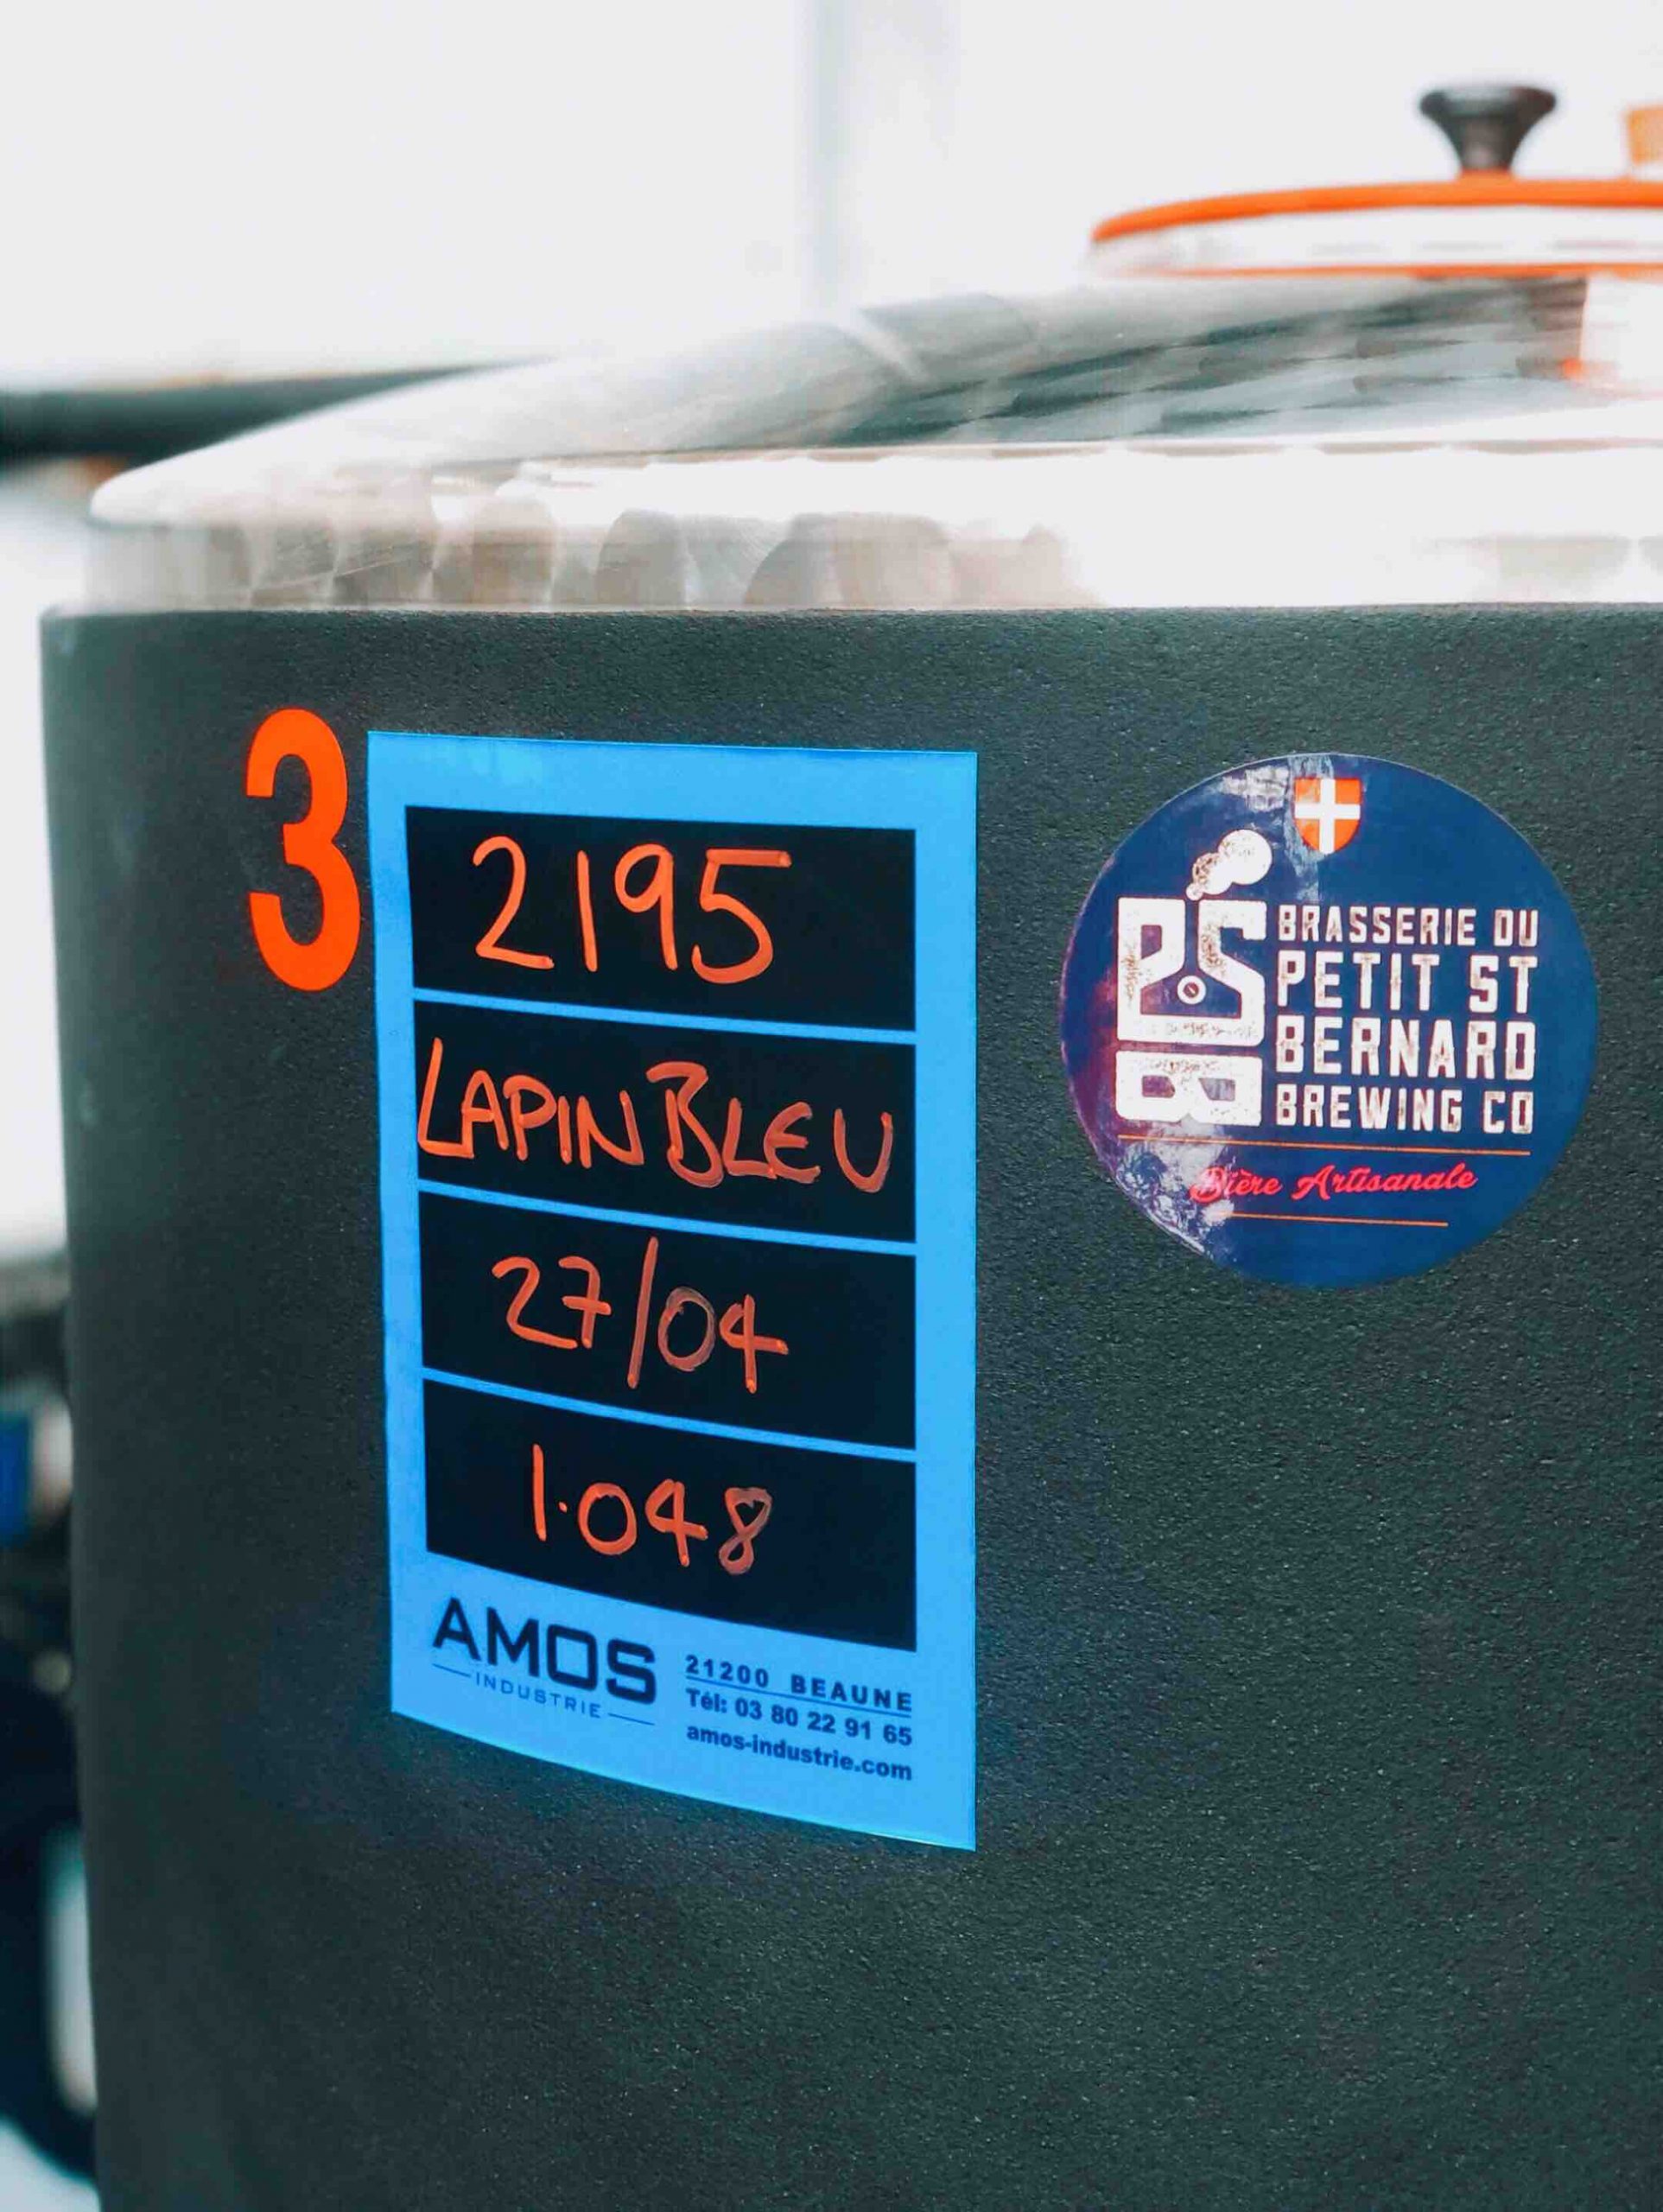 3
2195
LAPIN BLEU
27/04
1.048
AMOS
INDUSTRIE
21200 BEAUNE
Tél: 03 80 22 91 65
amos-industrie.com
PSB
BRASSERIE DU
PETIT ST
BERNARD
BREWING CO
Bière Artisanale